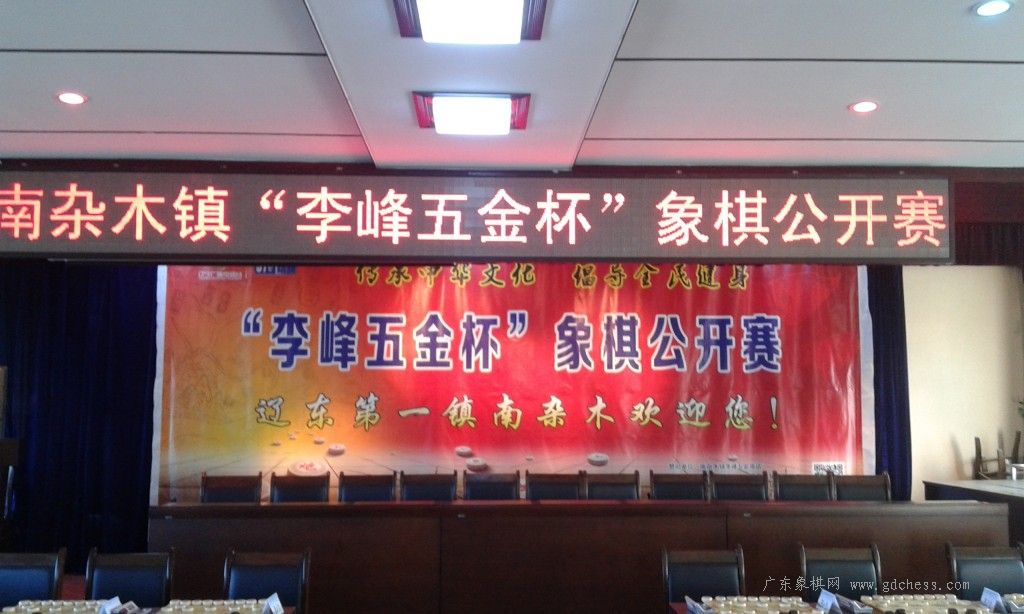 南杂木镇“李峰五金杯”象棋公开赛
传承中华文化 倡导全民健身
“李峰五金杯”象棋公开赛
辽东第一镇南杂木欢迎您!
广东象棋网 www.gdchess.com